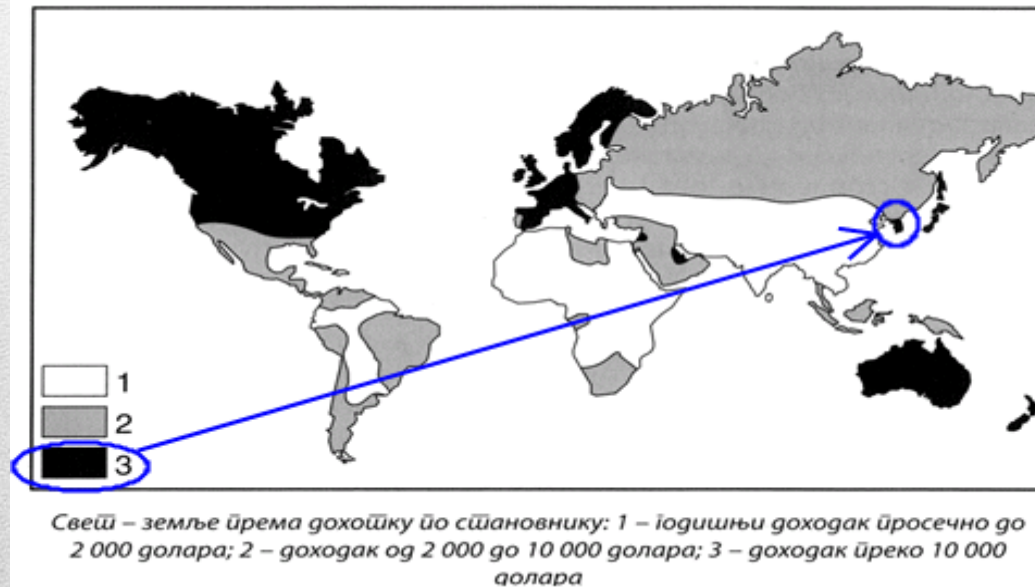 1
2
3
Свет – земље према дохотку по становнику: 1 – годишњи доходак просечно до
2 000 долара; 2 – доходак од 2 000 до 10 000 долара; 3 – доходак преко 10 000
долара